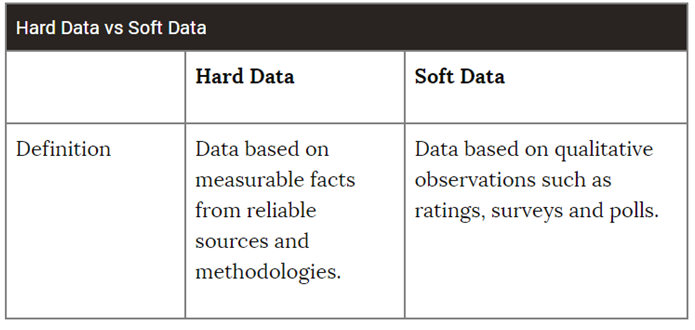 Hard Data vs Soft Data
Hard Data
Soft Data
Definition
Data based on
measurable facts
from reliable
sources and
methodologies.
Data based on qualitative
observations such as
ratings, surveys and polls.